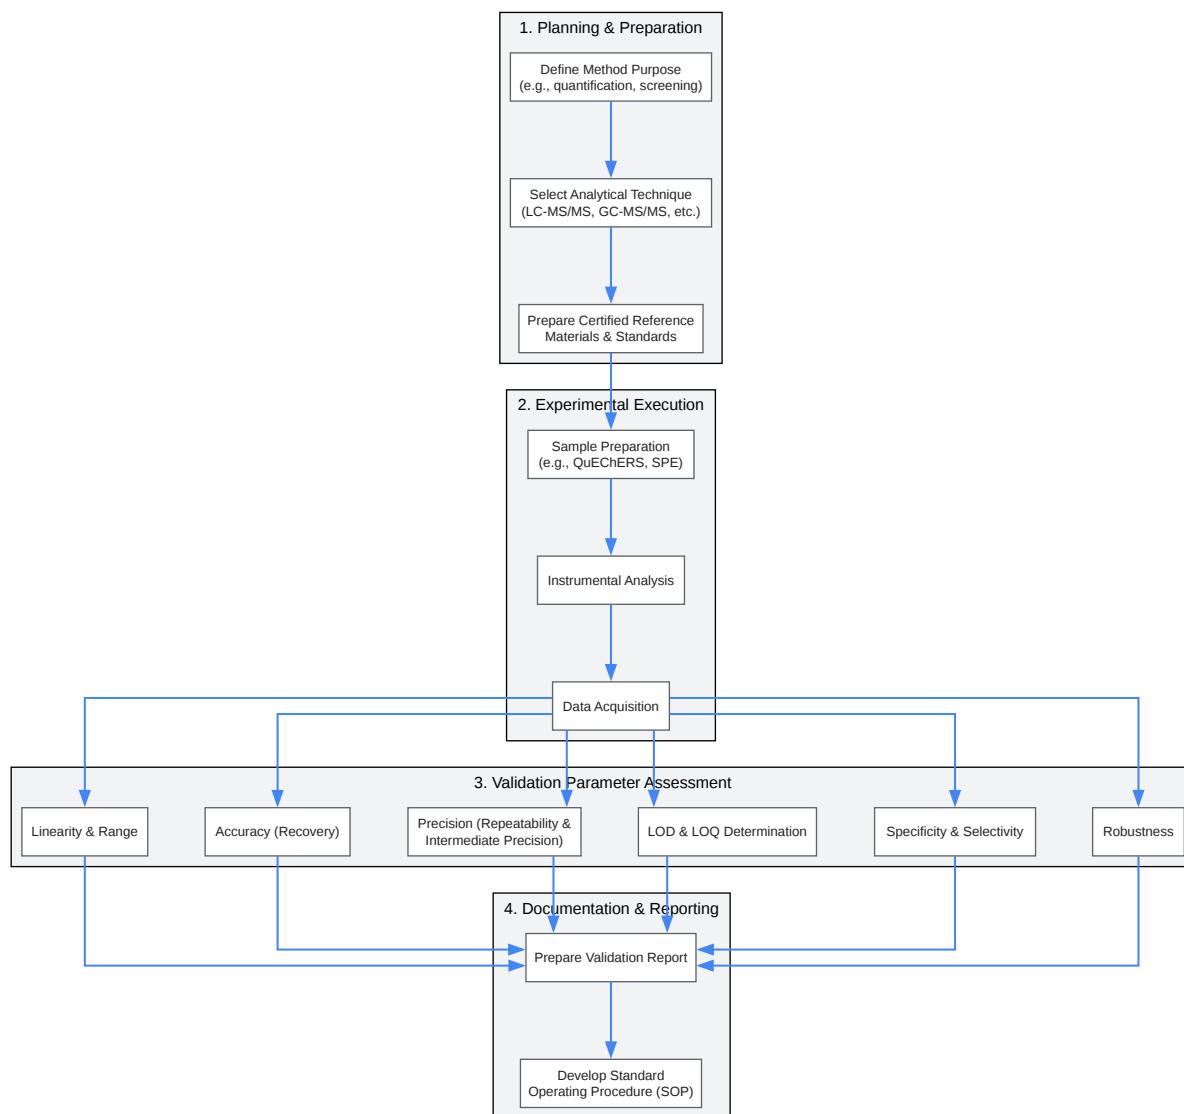 1. Planning & Preparation
Define Method Purpose
(e.g., quantification, screening)
Select Analytical Technique
(LC-MS/MS, GC-MS/MS, etc.)
Prepare Certified Reference
Materials & Standards
2. Experimental Execution
Sample Preparation
(e.g., QuEChERS, SPE)
Instrumental Analysis
Data Acquisition
3. Validation Parameter Assessment
Linearity & Range
Accuracy (Recovery)
Precision (Repeatability &
Intermediate Precision)
LOD & LOQ Determination
Specificity & Selectivity
Robustness
4. Documentation & Reporting
Prepare Validation Report
Develop Standard
Operating Procedure (SOP)